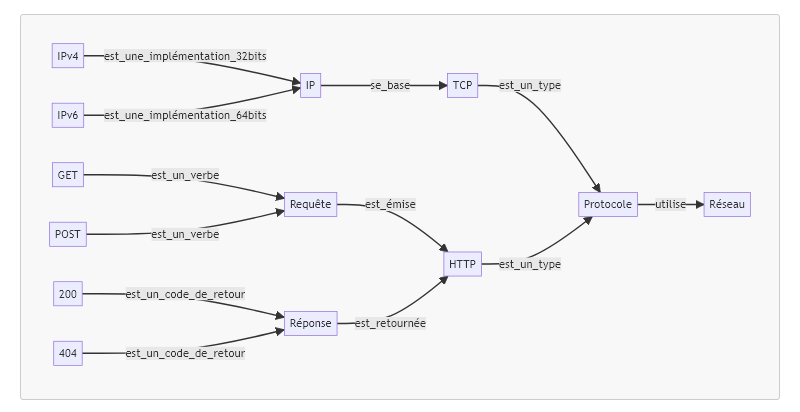 IPv4
est_une_implémentation_32bits
IP
se_base
TCP
est_un_type
IPv6
est_une_implémentation_64bits
GET
est_un_verbe
Requête
est_émise
Protocole
utilise
Réseau
POST
est_un_verbe
HTTP
est_un_type
200
est_un_code_de_retour
Réponse
est_retournée
404
est_un_code_de_retour